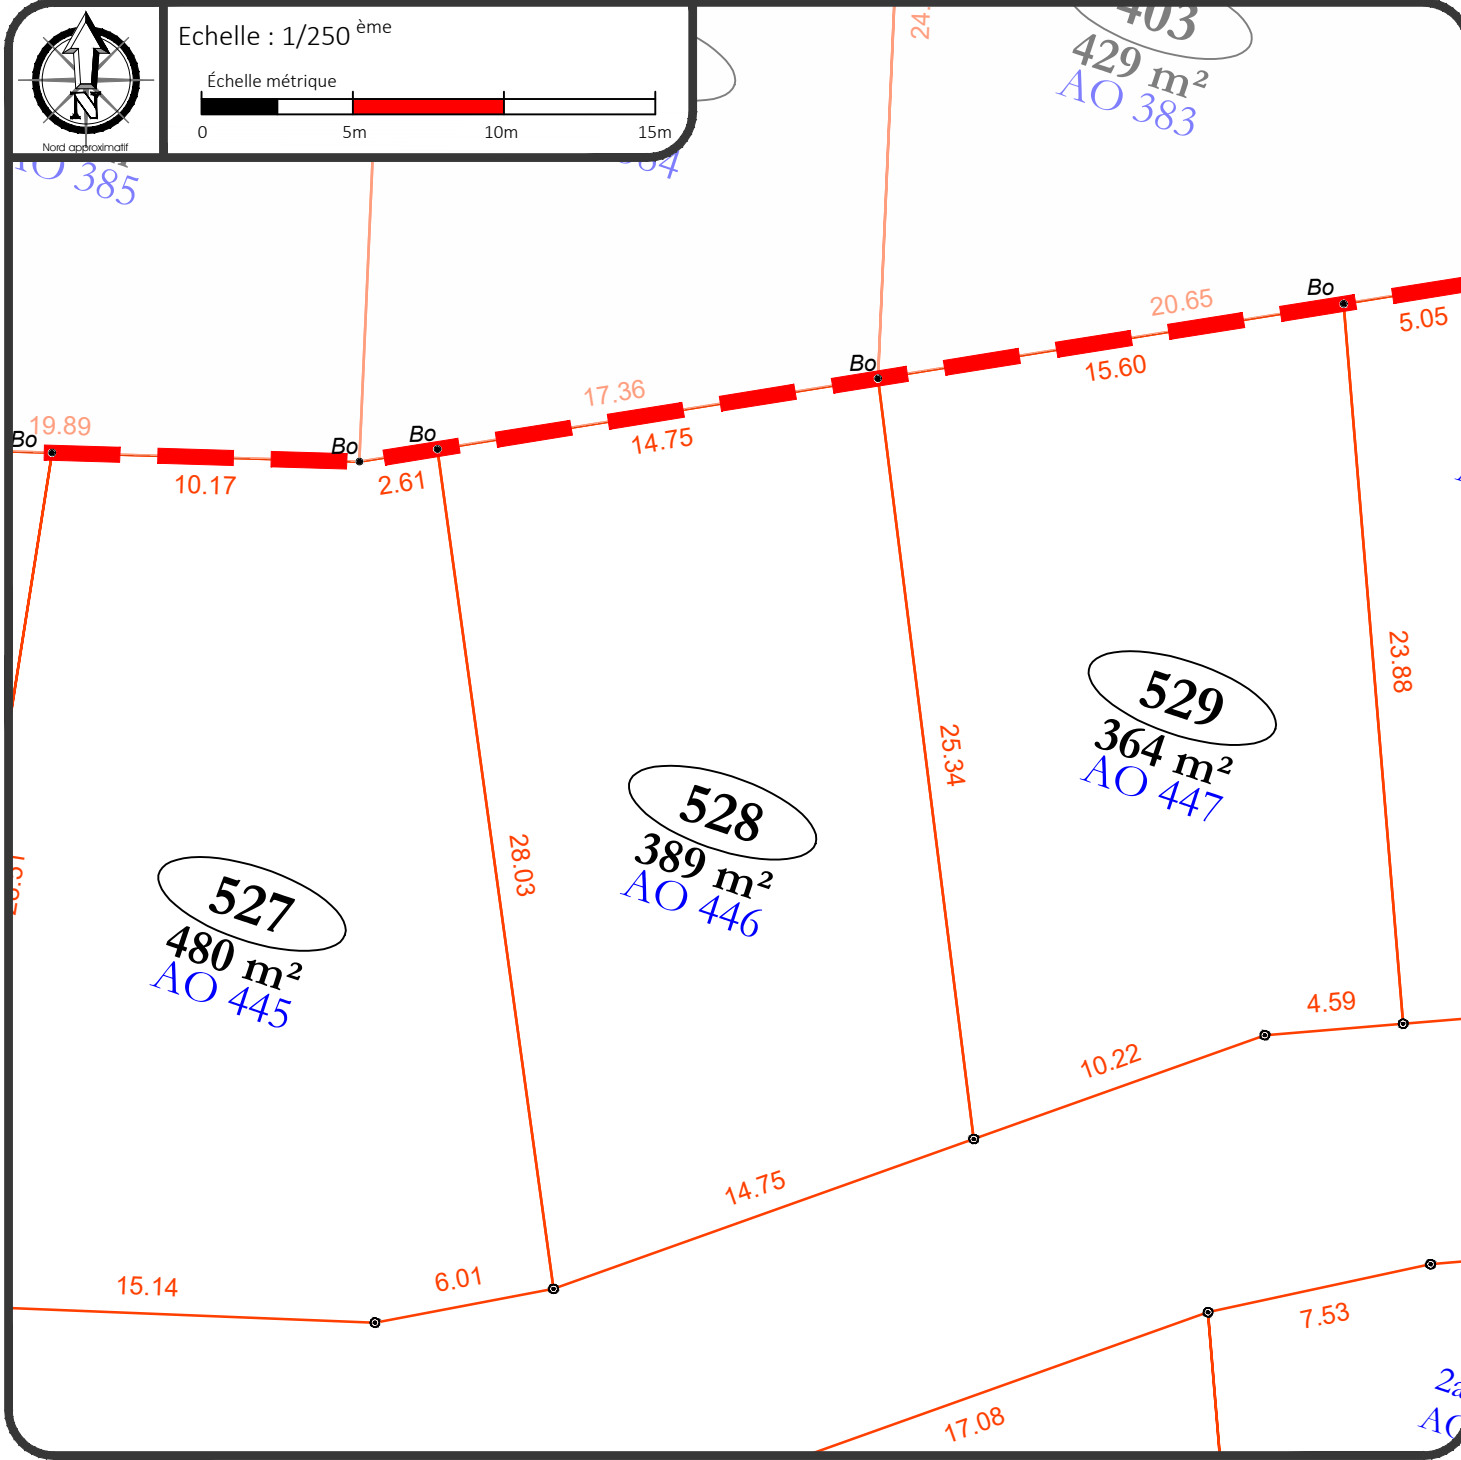 Echelle : 1/250 ème
Échelle métrique
0 5m 10m 15m
N
Nord approximatif
403
429 m²
AO 383
AO 385
20.65
Bo
5.05
Bo
15.60
17.36
14.75
19.89
Bo
Bo
Bo
10.17
2.61
23.88
529
364 m²
AO 447
25.34
528
389 m²
AO 446
28.03
527
480 m²
AO 445
4.59
10.22
14.75
6.01
15.14
7.53
17.08